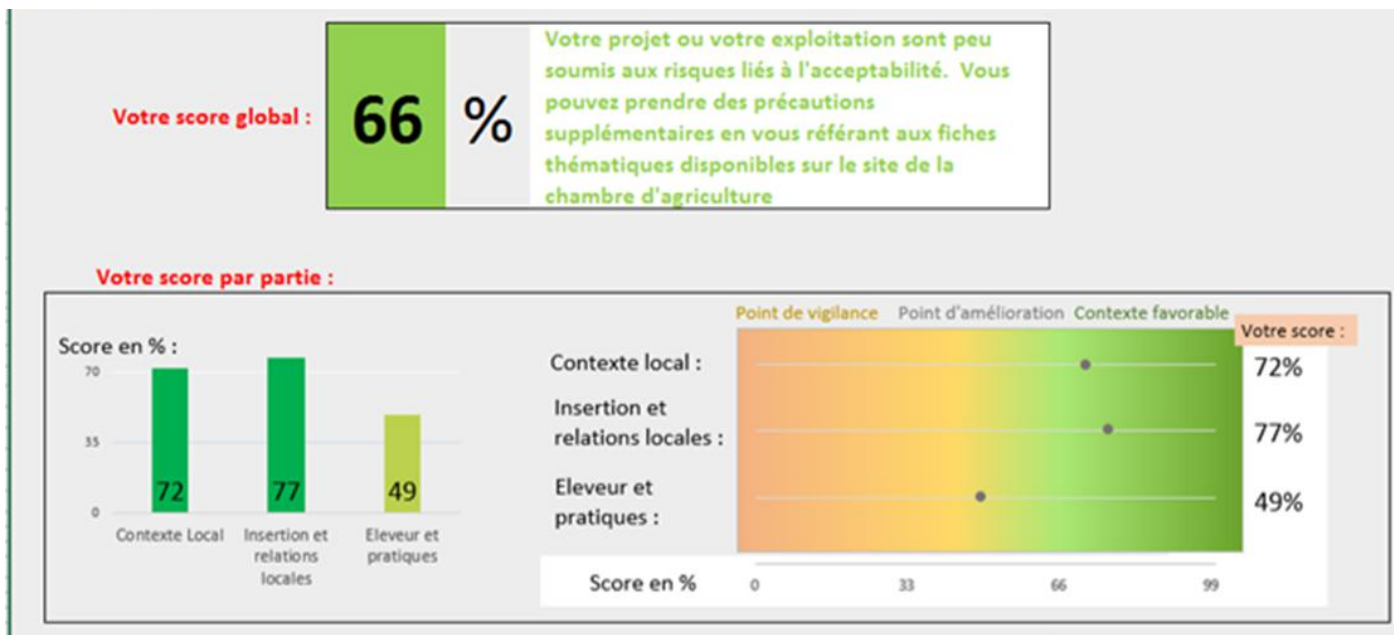 Votre score global :
66 %
Votre projet ou votre exploitation sont peu
soumis aux risques liés à l'acceptabilité. Vous
pouvez prendre des précautions
supplémentaires en vous référant aux fiches
thématiques disponibles sur le site de la
chambre d'agriculture
Votre score par partie :
Score en % :
70
35
0
72
77
49
Contexte Local
Insertion et
relations
locales
Eleveur et
pratiques
Point de vigilance Point d'amélioration Contexte favorable
Votre score :
Contexte local :
72%
Insertion et
relations locales :
77%
Eleveur et
pratiques :
49%
Score en % 0 33 66 99